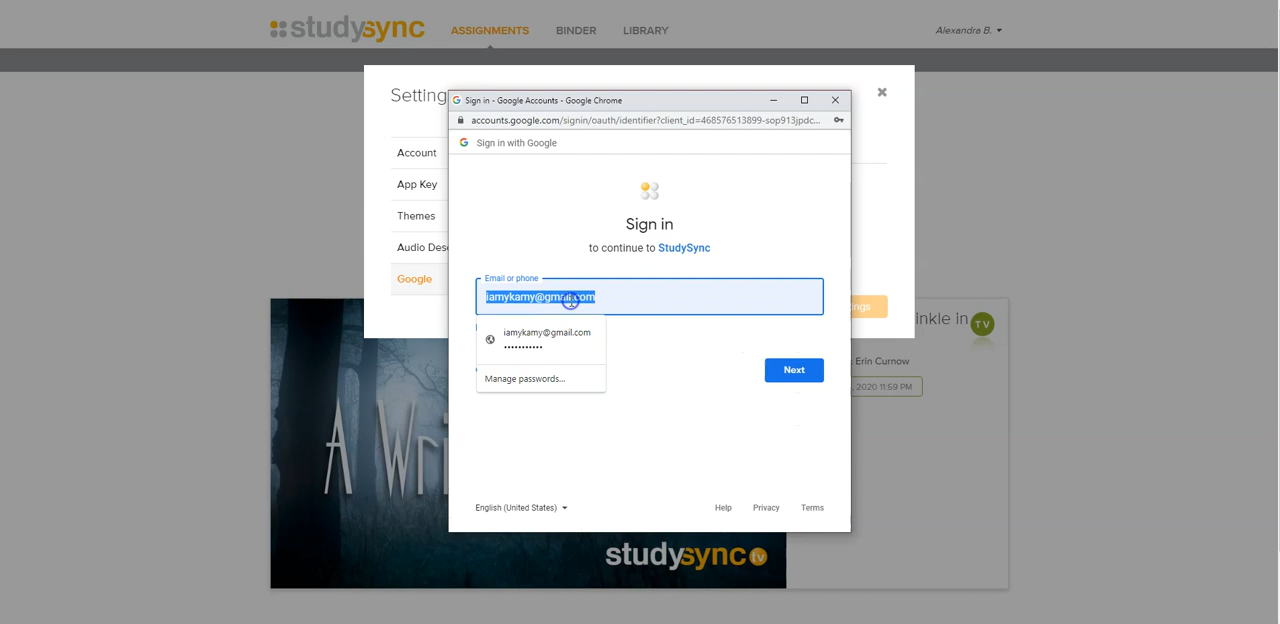 studysync
ASSIGNMENTS
BINDER
LIBRARY
Alexandra B.
Setting
Sign in - Google Accounts - Google Chrome
accounts.google.com/signin/oauth/identifier?client_id=468576513899-sop913jpdc...
Sign in with Google
Account
App Key
Themes
Audio Des
Google
Sign in
to continue to StudySync
Email or phone
iamykamy@gmail.com
iamykamy@gmail.com
•••••••••••
Manage passwords...
Next
ngs
inkle in
TV
: Erin Curnow
, 2020 11:59 PM
A Wri
English (United States)
Help
Privacy
Terms
studysync tv